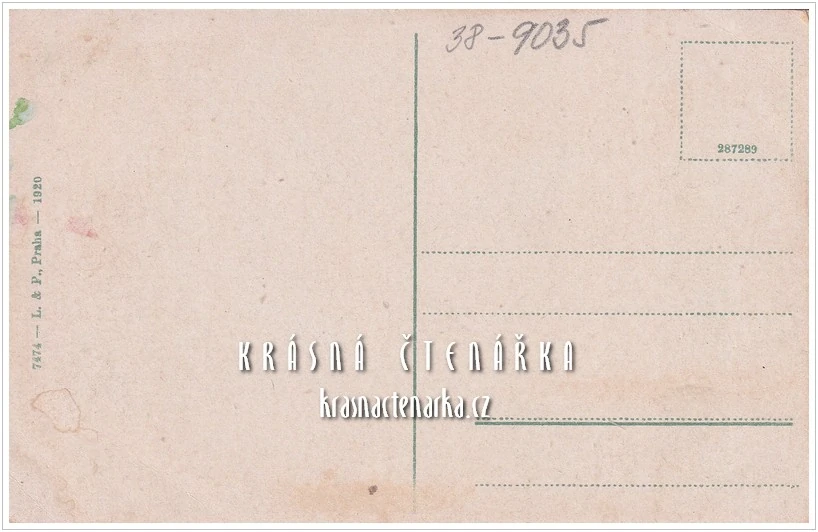 38-9035
287289
7474 — L. & P., Praha — 1920
KRÁSNÁ ČTENÁŘKA
krasnactenarka.cz